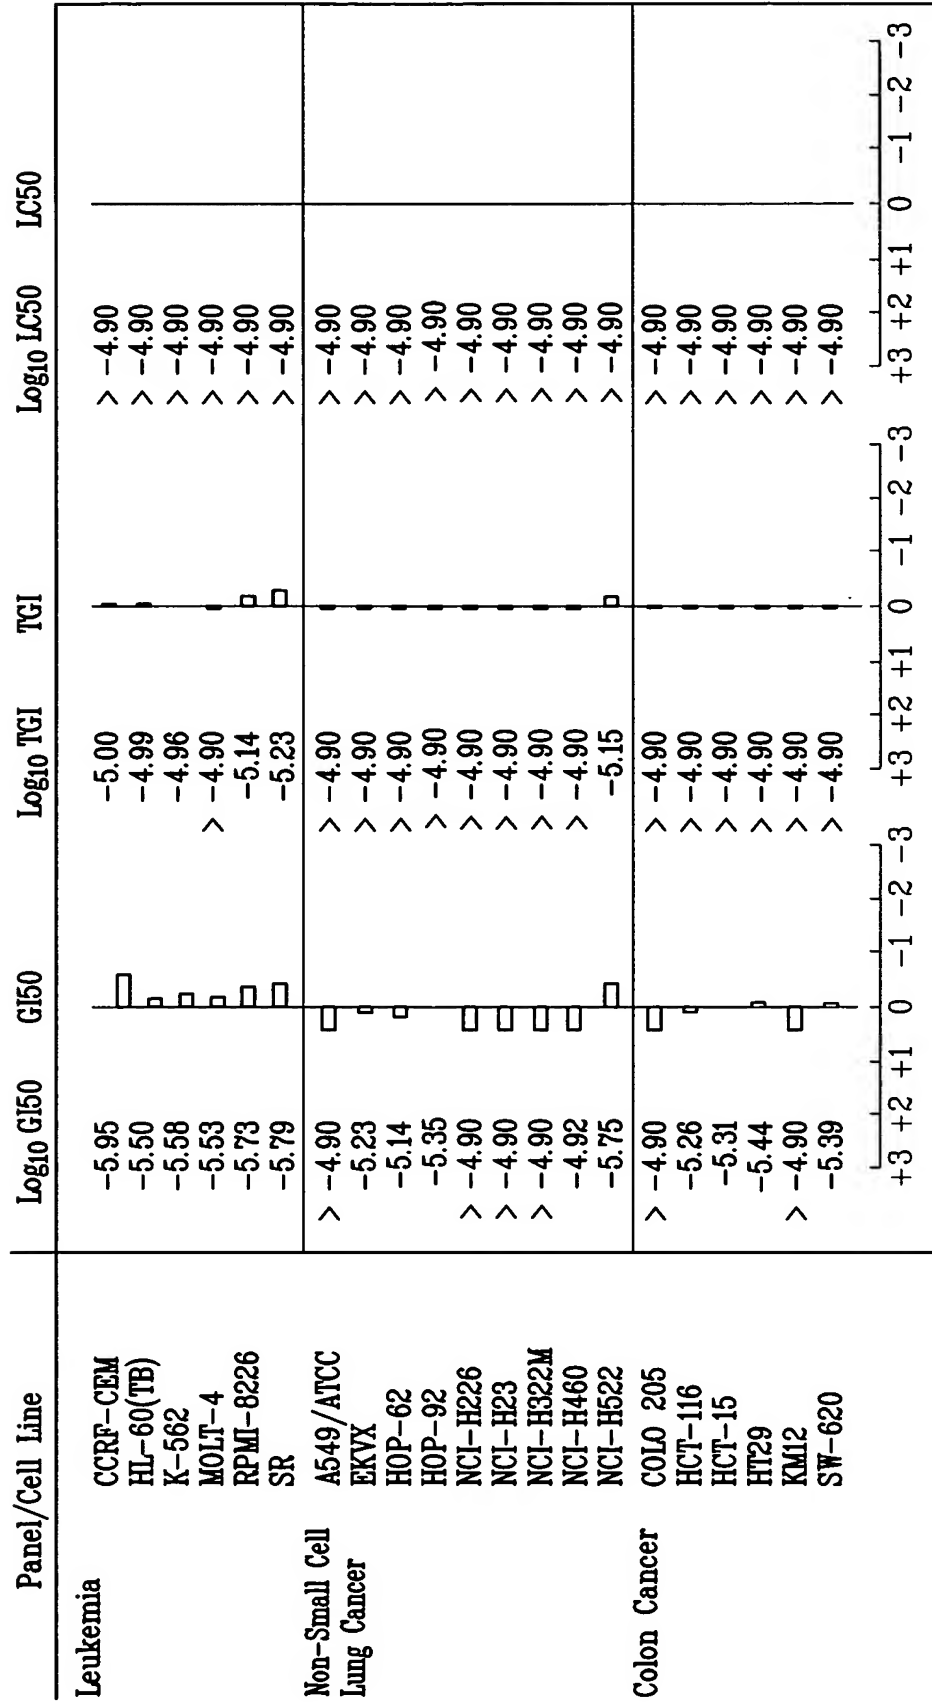 Panel/Cell Line Log10 GI50 GI50 Log10 TGI TGI Log10 LC50 LC50
Leukemia
CCRF-CEM -5.95 -5.00 > -4.90
HL-60(TB) -5.50 -4.99 > -4.90
K-562 -5.58 -4.96 > -4.90
MOLT-4 -5.53 > -4.90 > -4.90
RPMI-8226 -5.73 -5.14 > -4.90
SR -5.79 -5.23 > -4.90
Non-Small Cell
Lung Cancer
A549/ATCC > -4.90 > -4.90 > -4.90
EKVX -5.23 > -4.90 > -4.90
HOP-62 -5.14 > -4.90 > -4.90
HOP-92 -5.35 > -4.90 > -4.90
NCI-H226 > -4.90 > -4.90 > -4.90
NCI-H23 > -4.90 > -4.90 > -4.90
NCI-H322M > -4.90 > -4.90 > -4.90
NCI-H460 -4.92 > -4.90 > -4.90
NCI-H522 -5.75 -5.15 > -4.90
Colon Cancer
COLO 205 > -4.90 > -4.90 > -4.90
HCT-116 -5.26 > -4.90 > -4.90
HCT-15 -5.31 > -4.90 > -4.90
HT29 -5.44 > -4.90 > -4.90
KM12 > -4.90 > -4.90 > -4.90
SW-620 -5.39 > -4.90 > -4.90
+3 +2 +1 0 -1 -2 -3 +3 +2 +1 0 -1 -2 -3 +3 +2 +1 0 -1 -2 -3